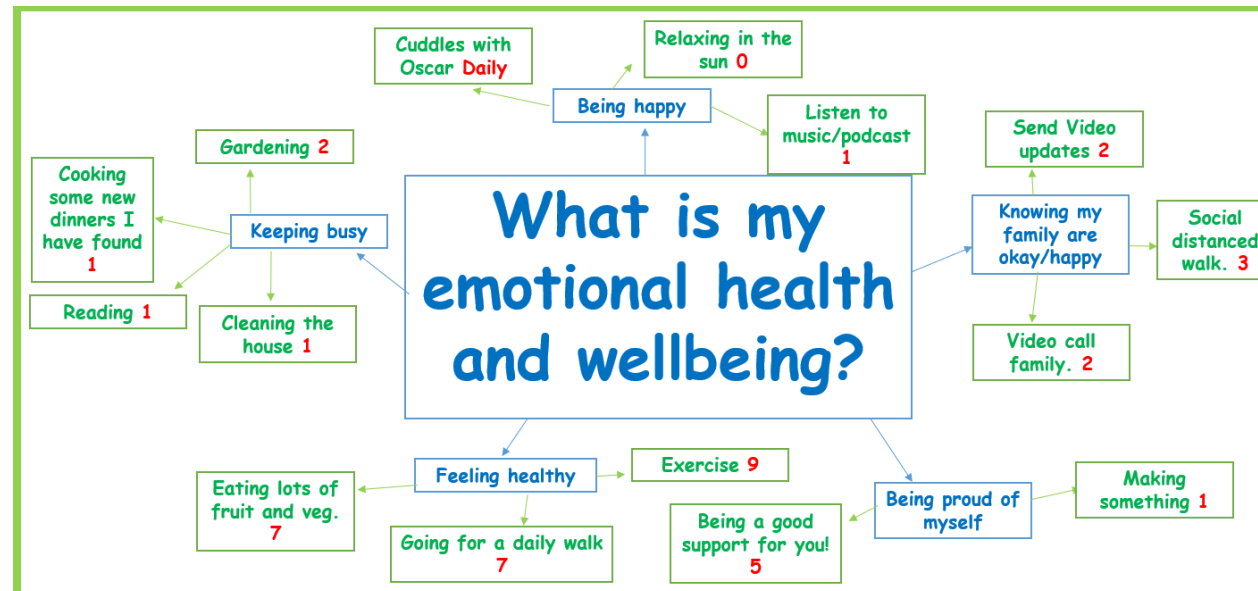 Cuddles with
Oscar Daily
Relaxing in the
sun 0
Being happy
Listen to
music/podcast
1
Send Video
updates 2
Knowing my
family are
okay/happy
Social
distanced
walk. 3
Video call
family. 2
Gardening 2
Cooking
some new
dinners I
have found
1
Keeping busy
Reading 1
Cleaning the
house 1
What is my
emotional health
and wellbeing?
Feeling healthy
Exercise 9
Eating lots of
fruit and veg.
7
Going for a daily walk
7
Being proud of
myself
Making
something 1
Being a good
support for you!
5